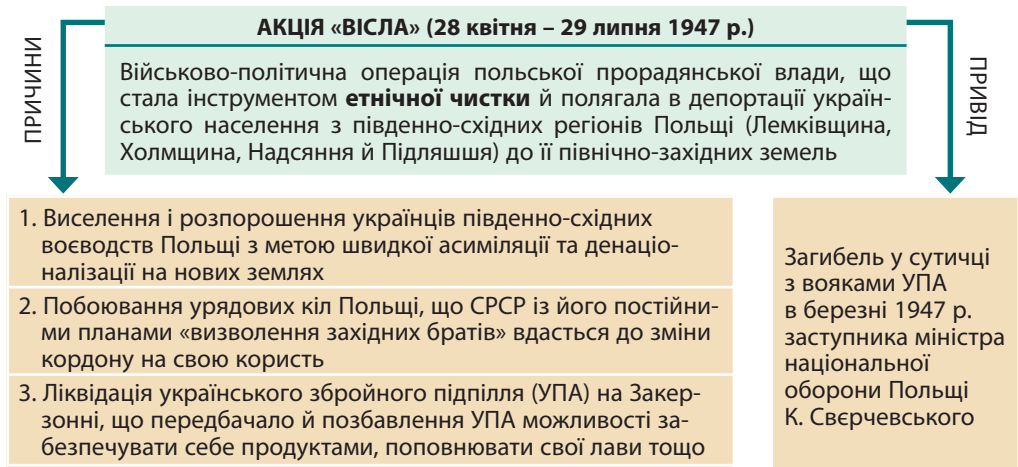 АКЦІЯ «ВІСЛА» (28 квітня – 29 липня 1947 р.)
Військово-політична операція польської прорадянської влади, що
стала інструментом етнічної чистки й полягала в депортації україн-
ського населення з південно-східних регіонів Польщі (Лемківщина,
Холмщина, Надсяння й Підляшшя) до її північно-західних земель
ПРИЧИНИ
1. Виселення і розпорошення українців південно-східних
воєводств Польщі з метою швидкої асиміляції та денаціо-
налізації на нових землях
2. Побоювання урядових кіл Польщі, що СРСР із його постійни-
ми планами «визволення західних братів» вдасться до зміни
кордону на свою користь
3. Ліквідація українського збройного підпілля (УПА) на Закер-
зонні, що передбачало й позбавлення УПА можливості за-
безпечувати себе продуктами, поповнювати свої лави тощо
ПРИВІД
Загибель у сутичці
з вояками УПА
в березні 1947 р.
заступника міністра
національної
оборони Польщі
К. Свєрчевського